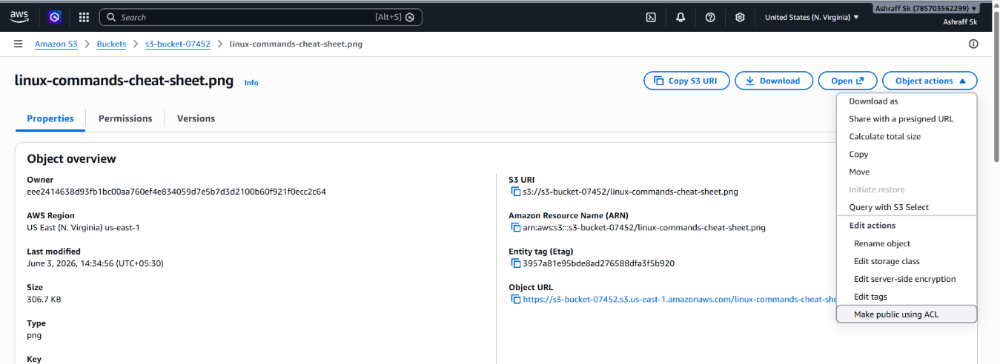 aws
Search
[Alt+S]
United States (N. Virginia)
Ashraff Sk (785703562299)
Ashraff Sk
Amazon S3
Buckets
s3-bucket-07452
linux-commands-cheat-sheet.png
linux-commands-cheat-sheet.png
Info
Copy S3 URI
Download
Open
Object actions
Properties
Permissions
Versions
Object overview
Owner
eee2414638d93fb1bc00aa760ef4e834059d7e5b7d3d2100b60f921f0ecc2c64
AWS Region
US East (N. Virginia) us-east-1
Last modified
June 3, 2026, 14:34:56 (UTC+05:30)
Size
306.7 KB
Type
png
Key
S3 URI
s3://s3-bucket-07452/linux-commands-cheat-sheet.png
Amazon Resource Name (ARN)
arn:aws:s3:::s3-bucket-07452/linux-commands-cheat-sheet.png
Entity tag (Etag)
3957a81e95bde8ad276588dfa3f5b920
Object URL
https://s3-bucket-07452.s3.us-east-1.amazonaws.com/linux-commands-cheat-she
Download as
Share with a presigned URL
Calculate total size
Copy
Move
Initiate restore
Query with S3 Select
Edit actions
Rename object
Edit storage class
Edit server-side encryption
Edit tags
Make public using ACL